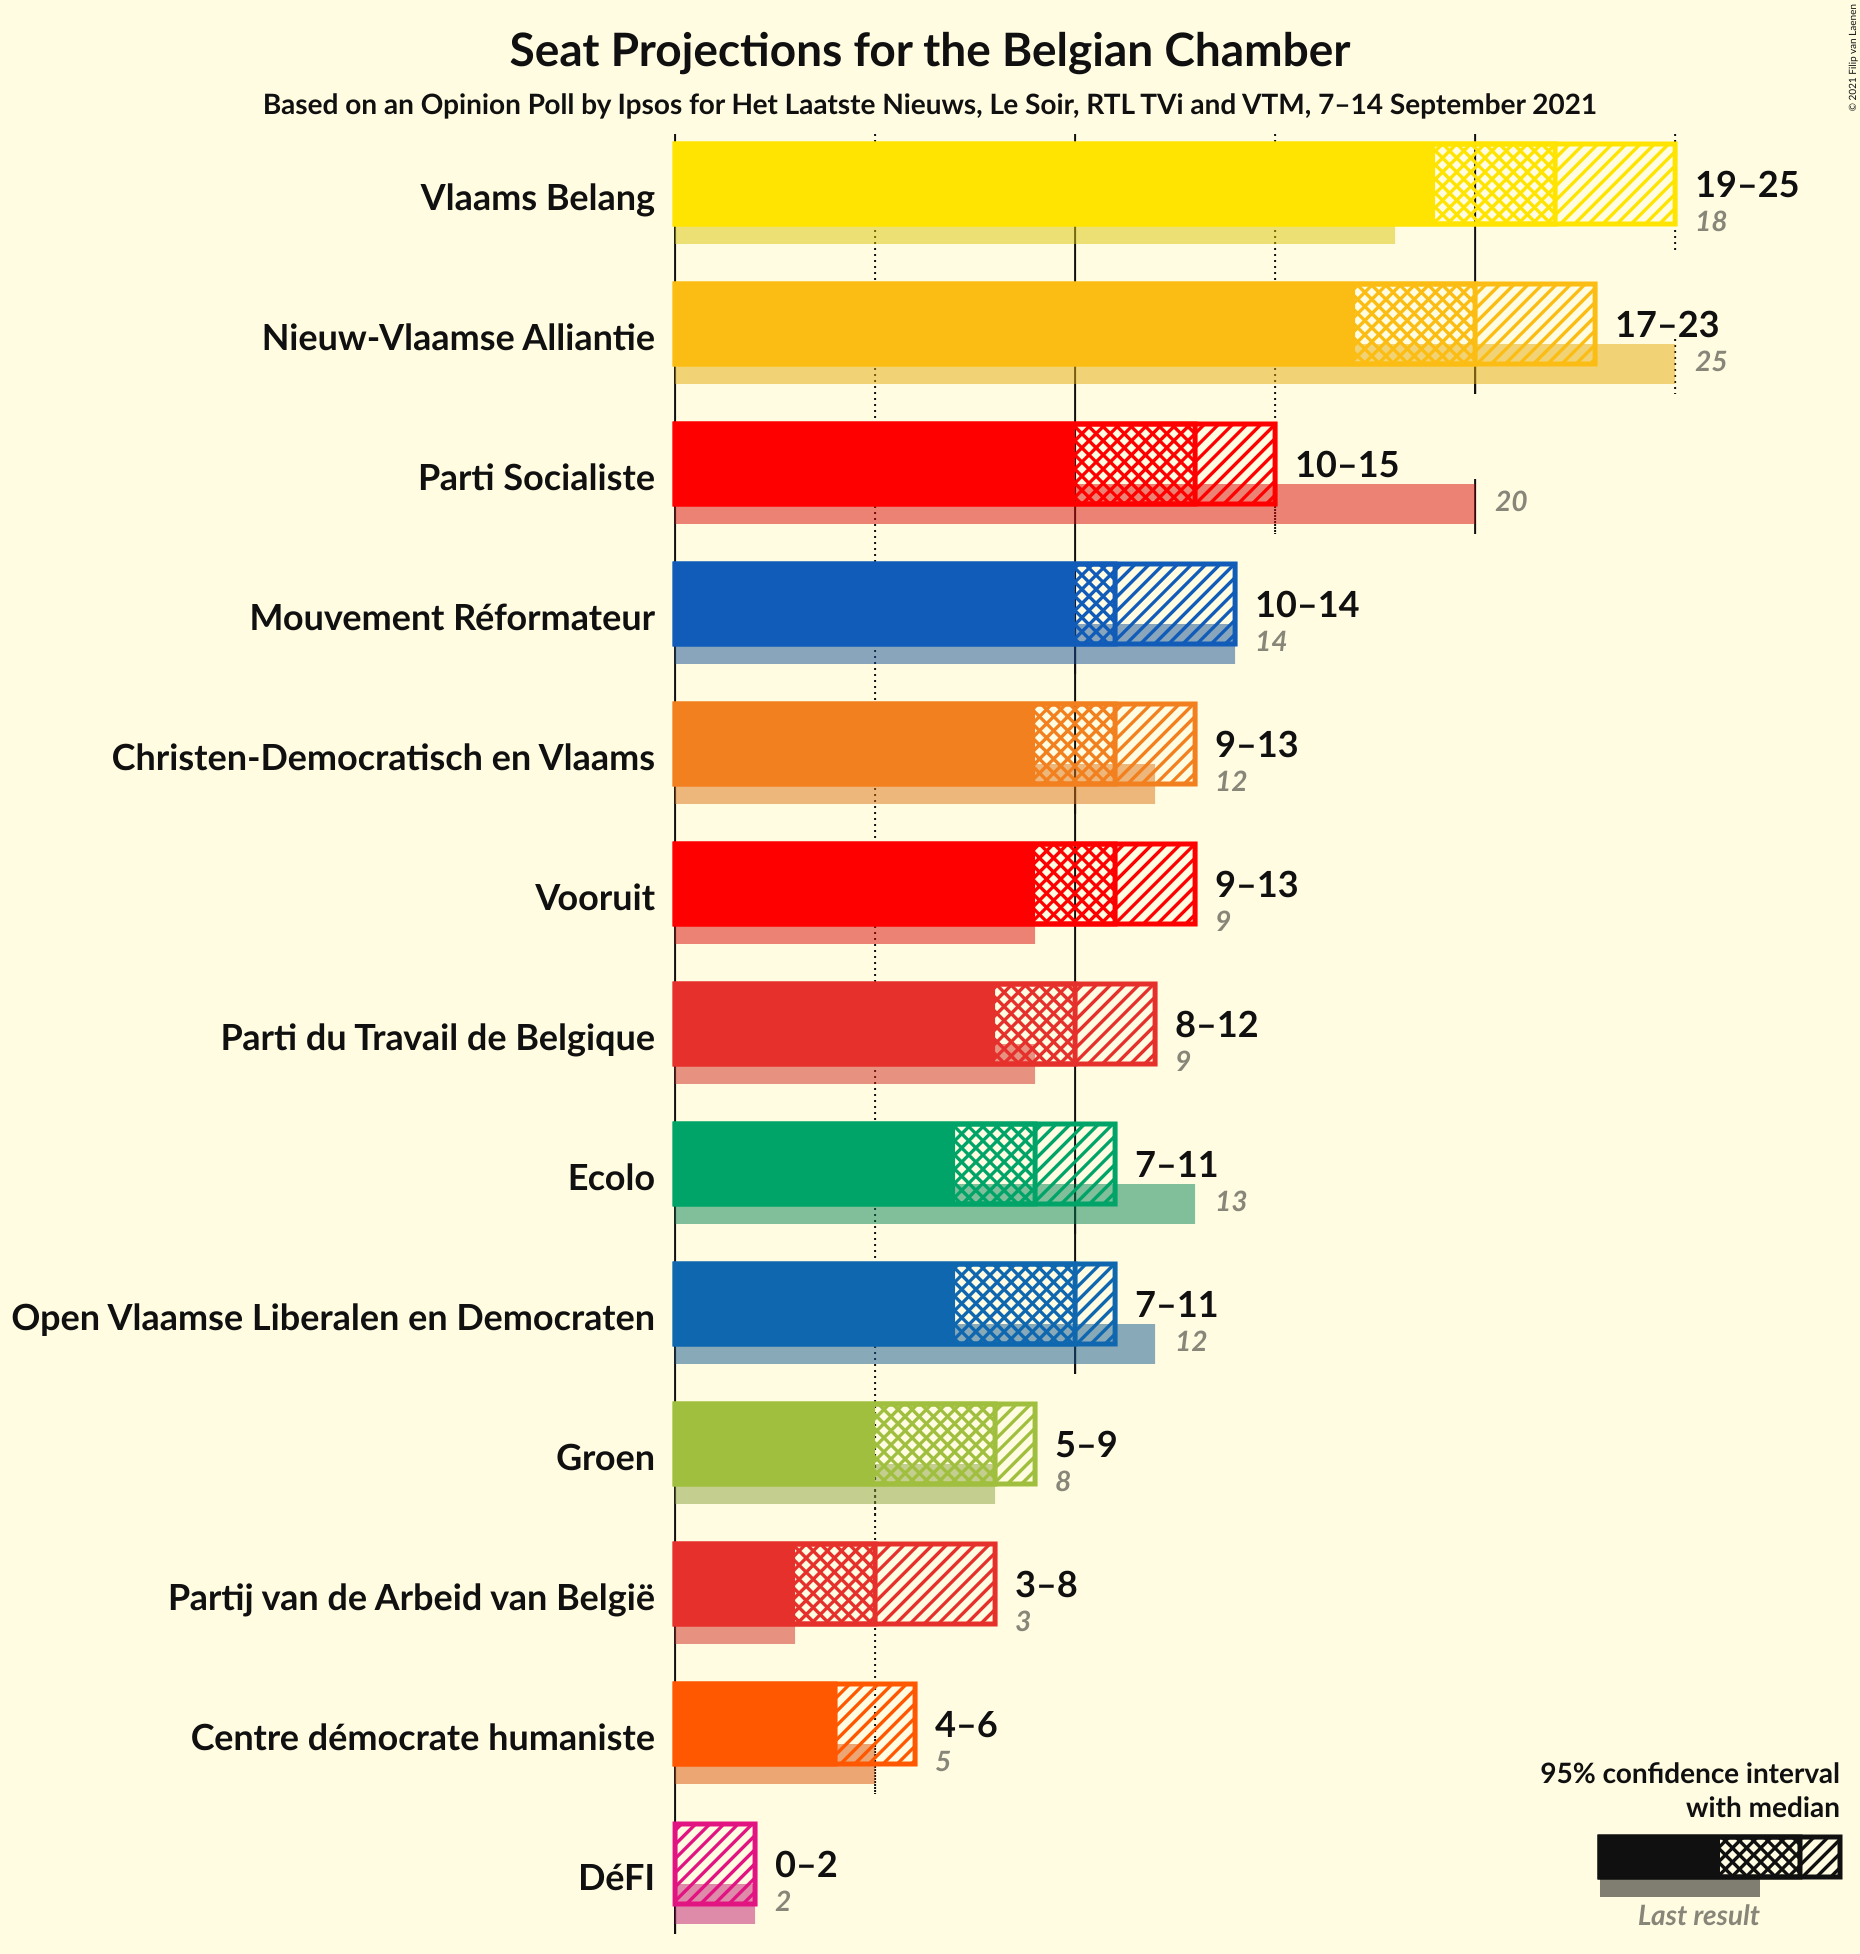 Seat Projections for the Belgian Chamber
Based on an Opinion Poll by Ipsos for Het Laatste Nieuws, Le Soir, RTL TVi and VTM, 7–14 September 2021
© 2021 Filip van Laenen
Vlaams Belang
19–25
18
Nieuw-Vlaamse Alliantie
17–23
25
Parti Socialiste
10–15
20
Mouvement Réformateur
10–14
14
Christen-Democratisch en Vlaams
9–13
12
Vooruit
9–13
9
Parti du Travail de Belgique
8–12
9
Ecolo
7–11
13
Open Vlaamse Liberalen en Democraten
7–11
12
Groen
5–9
8
Partij van de Arbeid van België
3–8
3
Centre démocrate humaniste
4–6
5
DéFI
0–2
2
95% confidence interval
with median
Last result